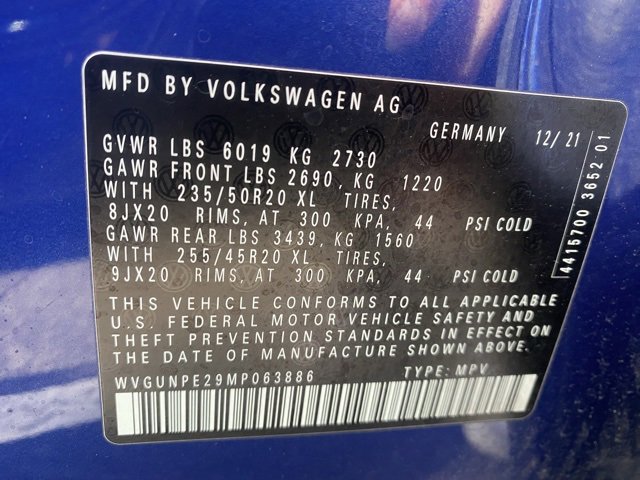 MFD BY VOLKSWAGEN AG
GERMANY 12/21
GVWR LBS 6019 KG 2730
GAWR FRONT LBS 2690, KG 1220
WITH 235/50R20 XL TIRES,
8JX20 RIMS, AT 300 KPA, 44 PSI COLD
GAWR REAR LBS 3439, KG 1560
WITH 255/45R20 XL TIRES,
9JX20 RIMS, AT 300 KPA, 44 PSI COLD
THIS VEHICLE CONFORMS TO ALL APPLICABLE
U.S. FEDERAL MOTOR VEHICLE SAFETY AND
THEFT PREVENTION STANDARDS IN EFFECT ON
THE DATE OF MANUFACTURE SHOWN ABOVE.
WVGUNPE29MP063886 TYPE: MPV
4415700 3652 01